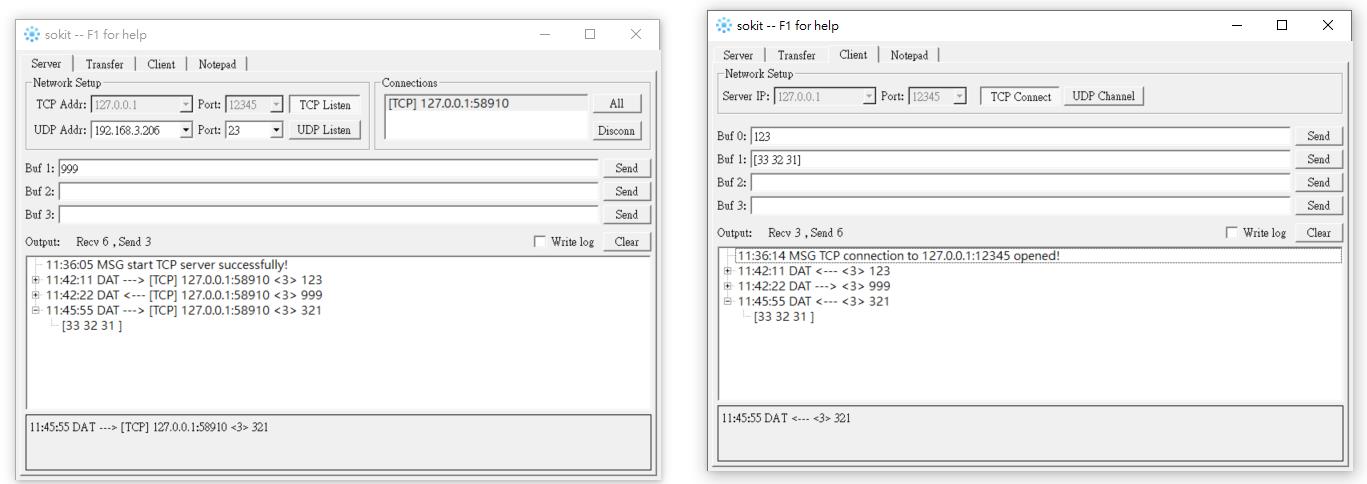 sokit -- F1 for help
Server Transfer Client Notepad
Network Setup
TCP Addr: 127.0.0.1 Port: 12345 TCP Listen
UDP Addr: 192.168.3.206 Port: 23 UDP Listen
Connections
[TCP] 127.0.0.1:58910
All
Disconn
Buf 1: 999 Send
Buf 2: Send
Buf 3: Send
Output: Recv 6 , Send 3 Write log Clear
11:36:05 MSG start TCP server successfully!
11:42:11 DAT ---> [TCP] 127.0.0.1:58910 <3> 123
11:42:22 DAT <--- [TCP] 127.0.0.1:58910 <3> 999
11:45:55 DAT ---> [TCP] 127.0.0.1:58910 <3> 321
[33 32 31 ]
11:45:55 DAT ---> [TCP] 127.0.0.1:58910 <3> 321
sokit -- F1 for help
Server Transfer Client Notepad
Network Setup
Server IP: 127.0.0.1 Port: 12345 TCP Connect UDP Channel
Buf 0: 123 Send
Buf 1: [33 32 31] Send
Buf 2: Send
Buf 3: Send
Output: Recv 3 , Send 6 Write log Clear
11:36:14 MSG TCP connection to 127.0.0.1:12345 opened!
11:42:11 DAT <--- <3> 123
11:42:22 DAT ---> <3> 999
11:45:55 DAT <--- <3> 321
[33 32 31 ]
11:45:55 DAT <--- <3> 321